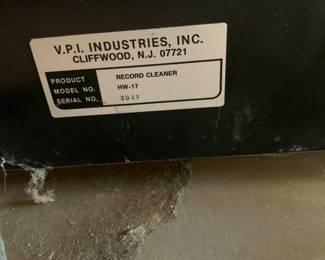 V.P.I. INDUSTRIES, INC.
CLIFFWOOD, N.J. 07721
PRODUCT RECORD CLEANER
MODEL NO. HW-17
SERIAL NO.